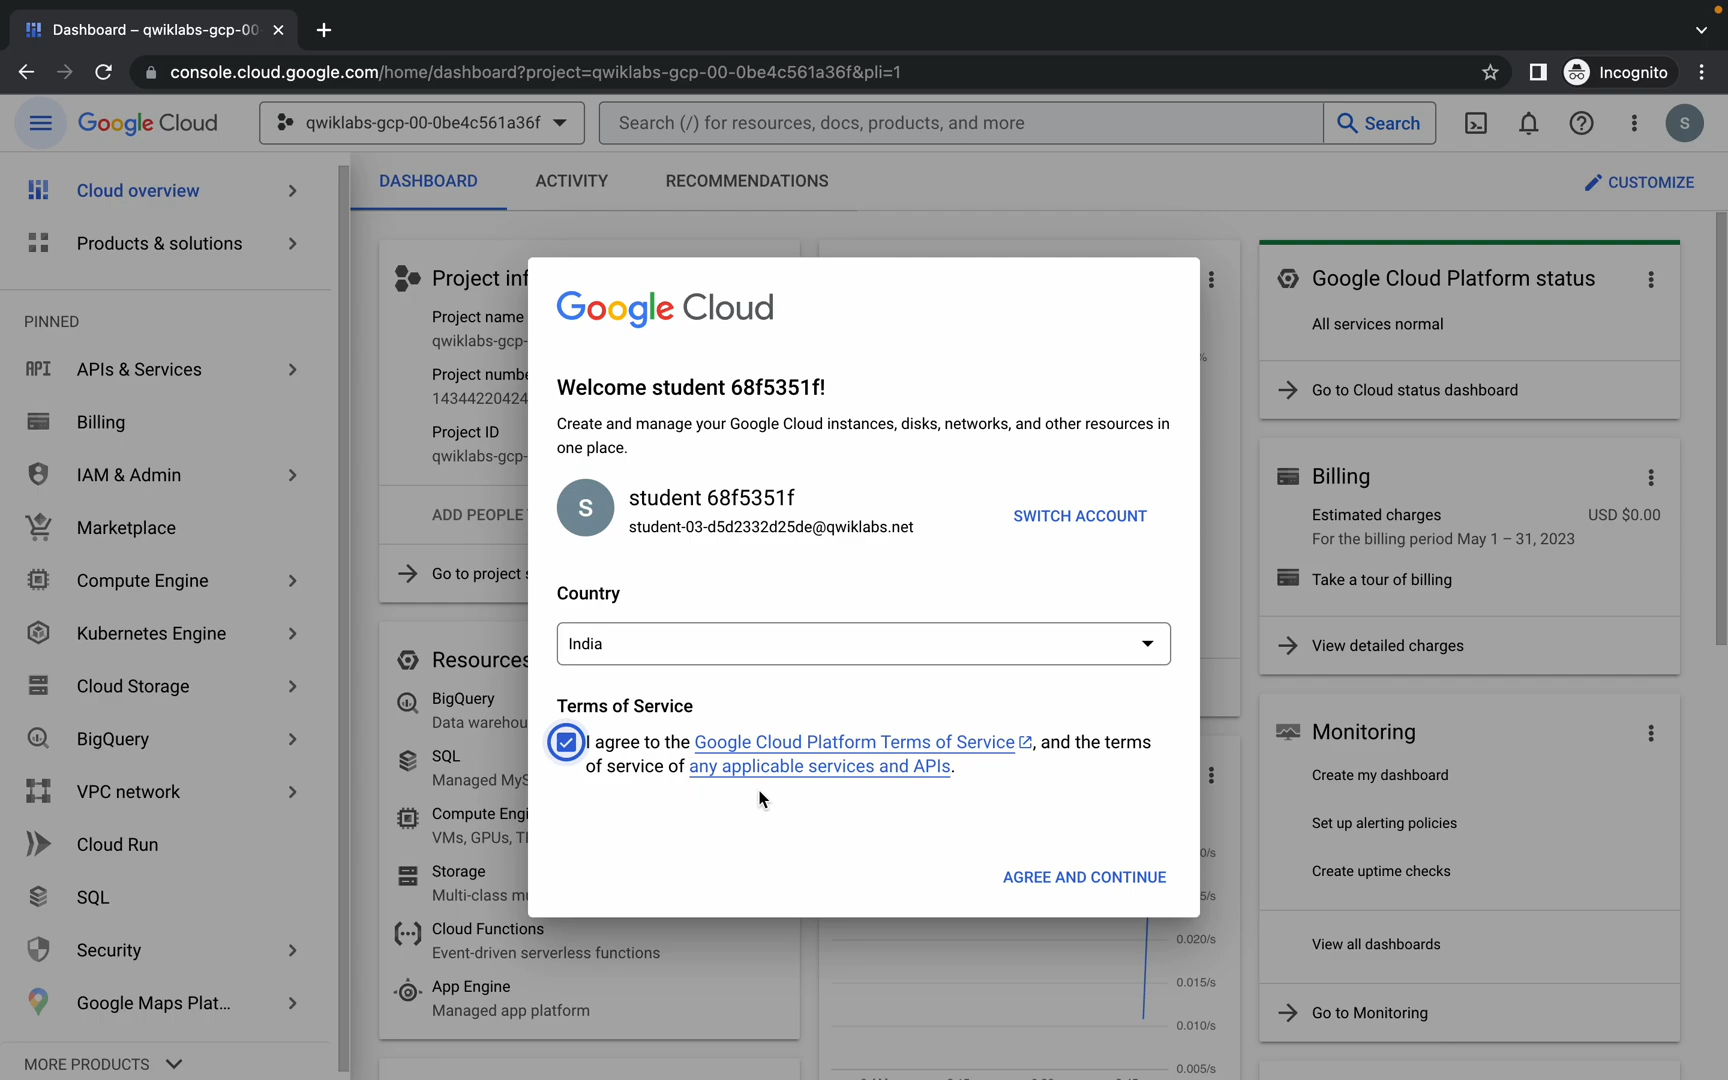 Dashboard – qwiklabs-gcp-00
console.cloud.google.com/home/dashboard?project=qwiklabs-gcp-00-0be4c561a36f&pli=1
Incognito
Google Cloud
qwiklabs-gcp-00-0be4c561a36f
Search (/) for resources, docs, products, and more
Search
S
Cloud overview
Products & solutions
PINNED
API
APIs & Services
Billing
IAM & Admin
Marketplace
Compute Engine
Kubernetes Engine
Cloud Storage
BigQuery
VPC network
Cloud Run
SQL
Security
Google Maps Plat...
MORE PRODUCTS
DASHBOARD
ACTIVITY
RECOMMENDATIONS
CUSTOMIZE
Project inf
Project name
qwiklabs-gcp-
Project numbe
14344220424
Project ID
qwiklabs-gcp-
ADD PEOPLE
Go to project s
Resources
BigQuery
Data warehou
SQL
Managed MyS
Compute Engi
VMs, GPUs, T
Storage
Multi-class mu
Cloud Functions
Event-driven serverless functions
App Engine
Managed app platform
Google Cloud
Welcome student 68f5351f!
Create and manage your Google Cloud instances, disks, networks, and other resources in
one place.
S
student 68f5351f
student-03-d5d2332d25de@qwiklabs.net
SWITCH ACCOUNT
Country
India
Terms of Service
I agree to the Google Cloud Platform Terms of Service, and the terms
of service of any applicable services and APIs.
AGREE AND CONTINUE
%
0/s
5/s
0.020/s
0.015/s
0.010/s
0.005/s
Google Cloud Platform status
All services normal
Go to Cloud status dashboard
Billing
Estimated charges
USD $0.00
For the billing period May 1 – 31, 2023
Take a tour of billing
View detailed charges
Monitoring
Create my dashboard
Set up alerting policies
Create uptime checks
View all dashboards
Go to Monitoring